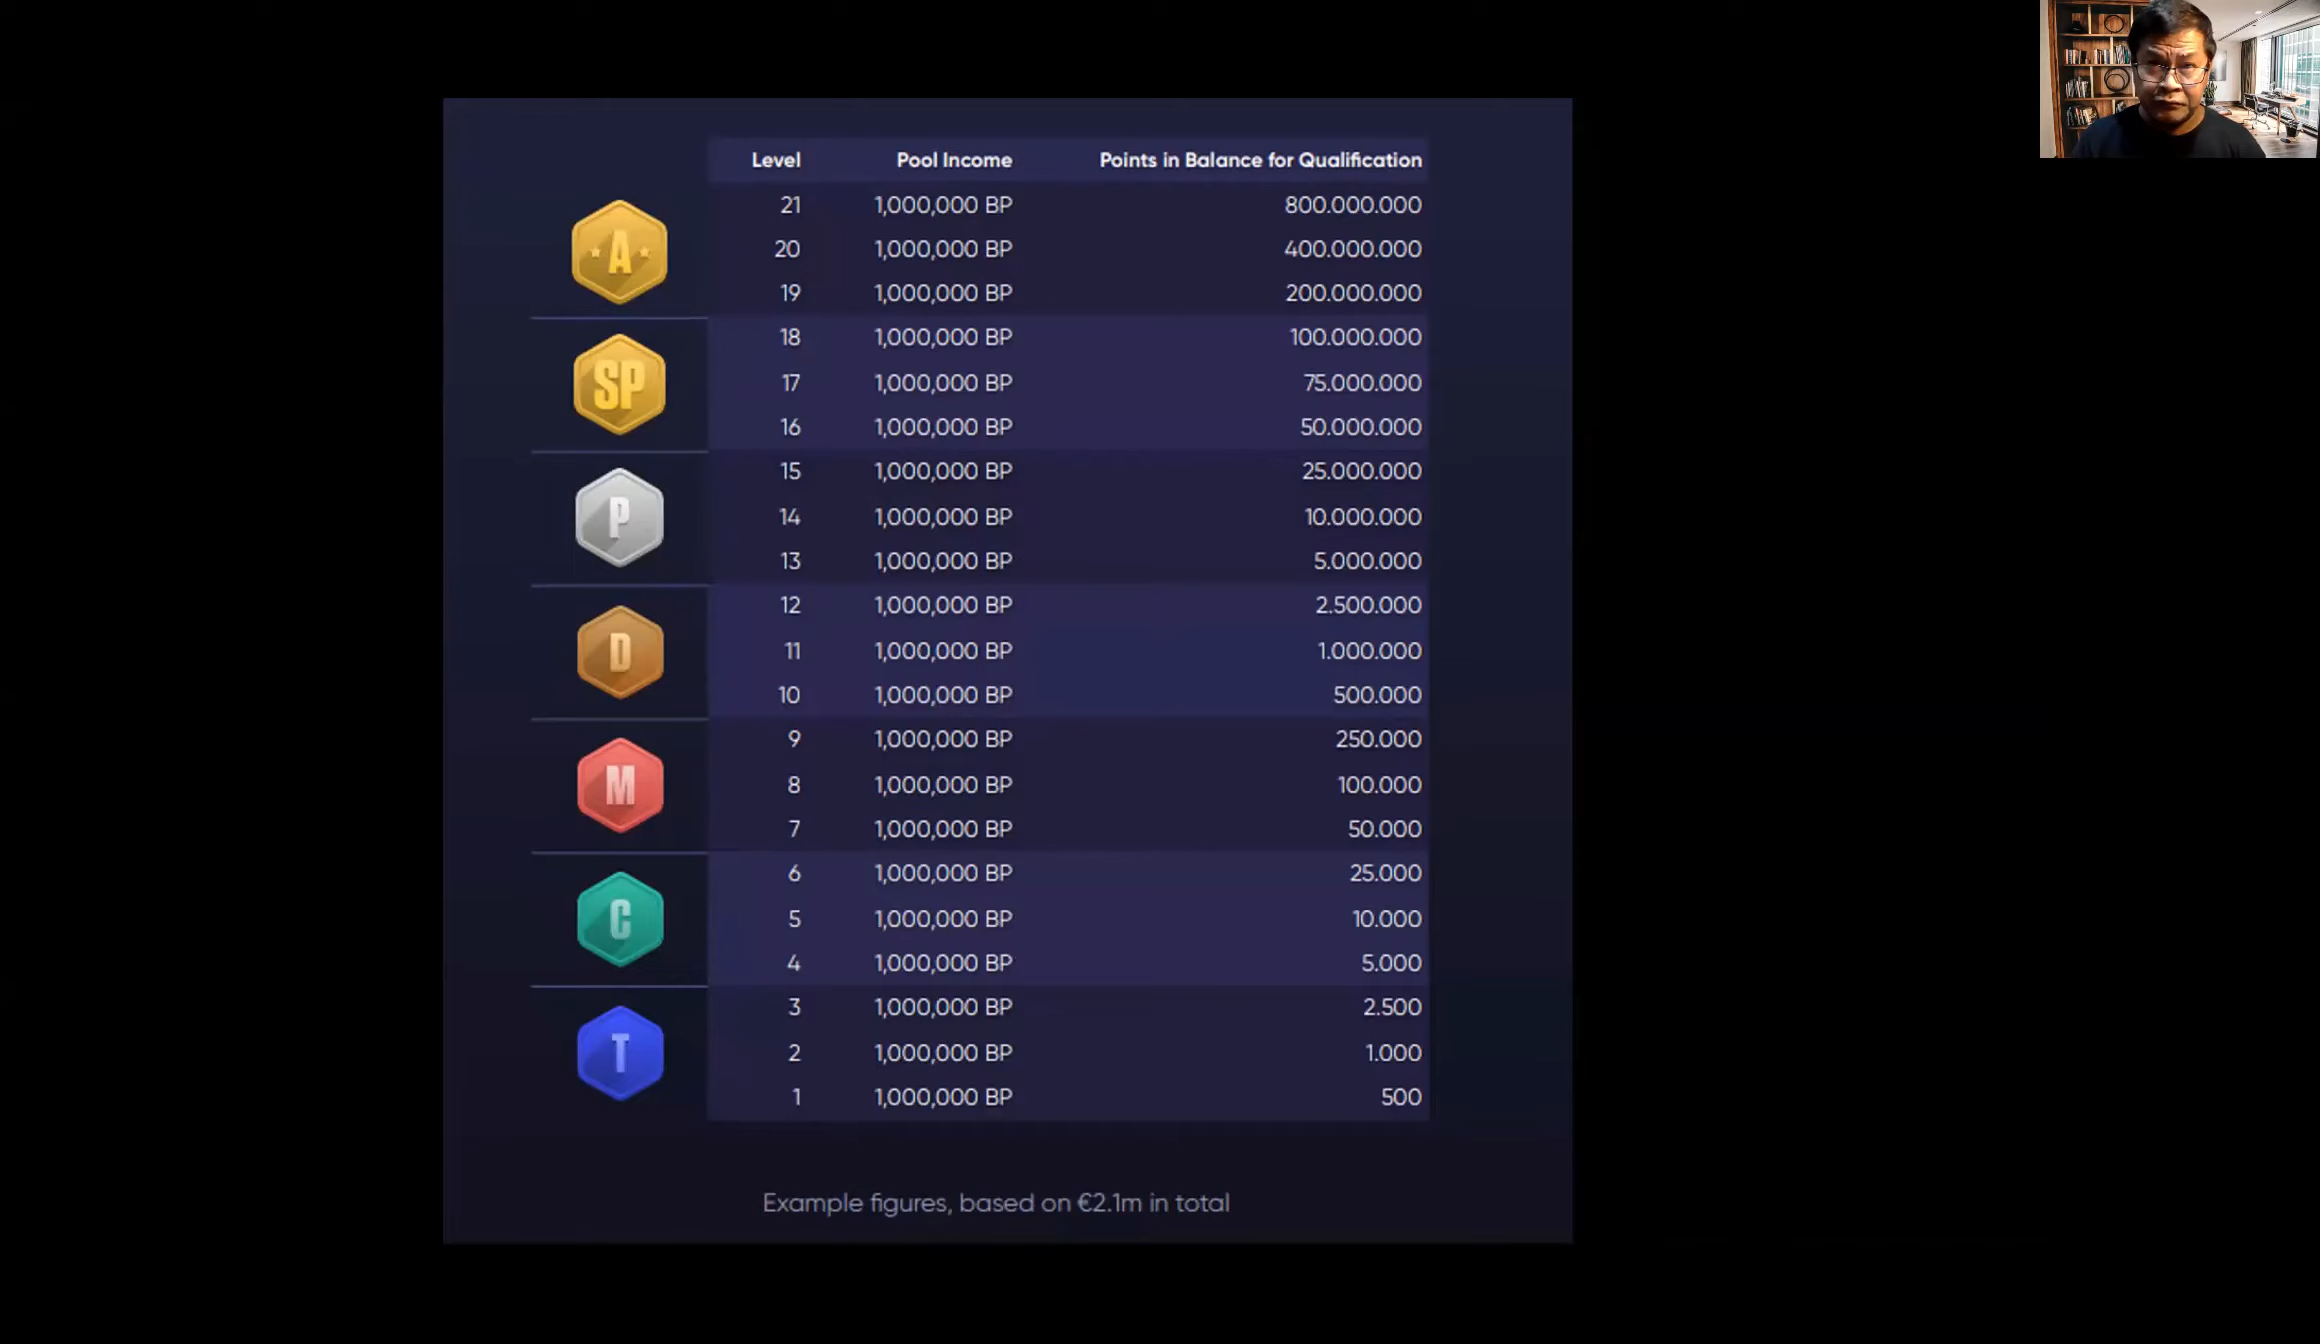 Level Pool Income Points in Balance for Qualification
21 1,000,000 BP 800.000.000
A
20 1,000,000 BP 400.000.000
19 1,000,000 BP 200.000.000
18 1,000,000 BP 100.000.000
SP
17 1,000,000 BP 75.000.000
16 1,000,000 BP 50.000.000
15 1,000,000 BP 25.000.000
P
14 1,000,000 BP 10.000.000
13 1,000,000 BP 5.000.000
12 1,000,000 BP 2.500.000
D
11 1,000,000 BP 1.000.000
10 1,000,000 BP 500.000
9 1,000,000 BP 250.000
M
8 1,000,000 BP 100.000
7 1,000,000 BP 50.000
6 1,000,000 BP 25.000
C
5 1,000,000 BP 10.000
4 1,000,000 BP 5.000
3 1,000,000 BP 2.500
T
2 1,000,000 BP 1.000
1 1,000,000 BP 500
Example figures, based on €2.1m in total